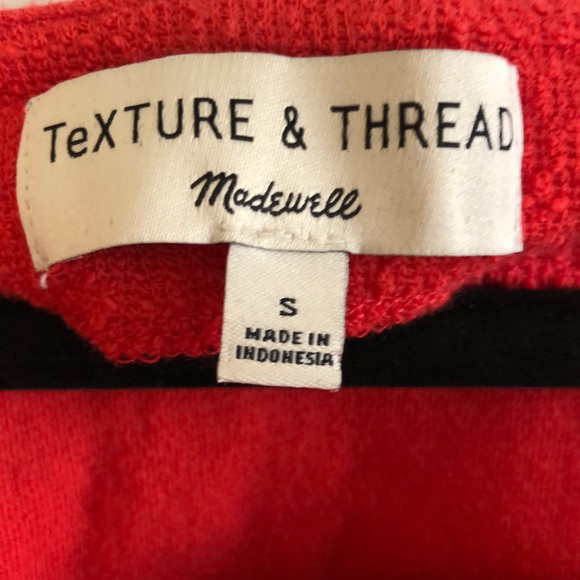 TeXTURE & THREAD
Madewell
S
MADE IN
INDONESIA